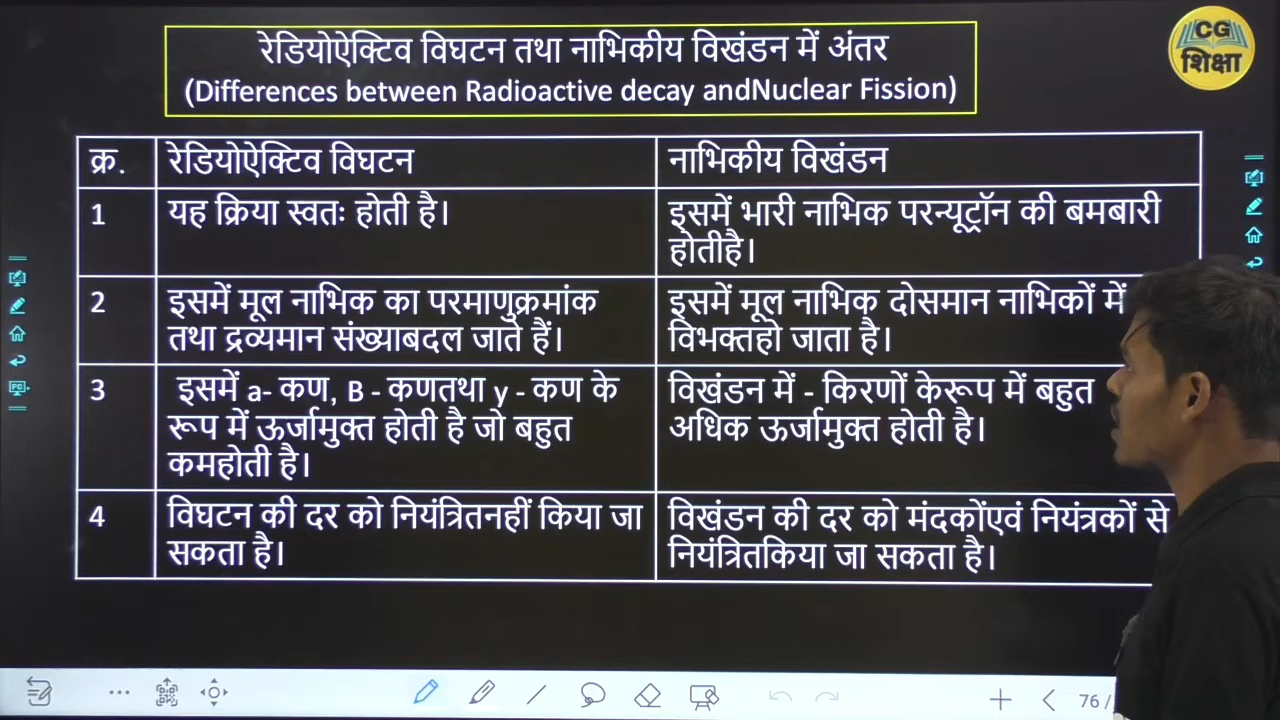 रेडियोऐक्टिव विघटन तथा नाभिकीय विखंडन में अंतर
(Differences between Radioactive decay andNuclear Fission)
CG
शिक्षा
क्र. रेडियोऐक्टिव विघटन नाभिकीय विखंडन
1 यह क्रिया स्वतः होती है। इसमें भारी नाभिक परन्यूट्रॉन की बमबारी
होतीहै।
2 इसमें मूल नाभिक का परमाणुक्रमांक इसमें मूल नाभिक दोसमान नाभिकों में
तथा द्रव्यमान संख्याबदल जाते हैं। विभक्तहो जाता है।
3 इसमें a- कण, B - कणतथा y - कण के विखंडन में - किरणों केरूप में बहुत
रूप में ऊर्जामुक्त होती है जो बहुत अधिक ऊर्जामुक्त होती है।
कमहोती है।
4 विघटन की दर को नियंत्रितनहीं किया जा विखंडन की दर को मंदकोंएवं नियंत्रकों से
सकता है। नियंत्रितकिया जा सकता है।
76/